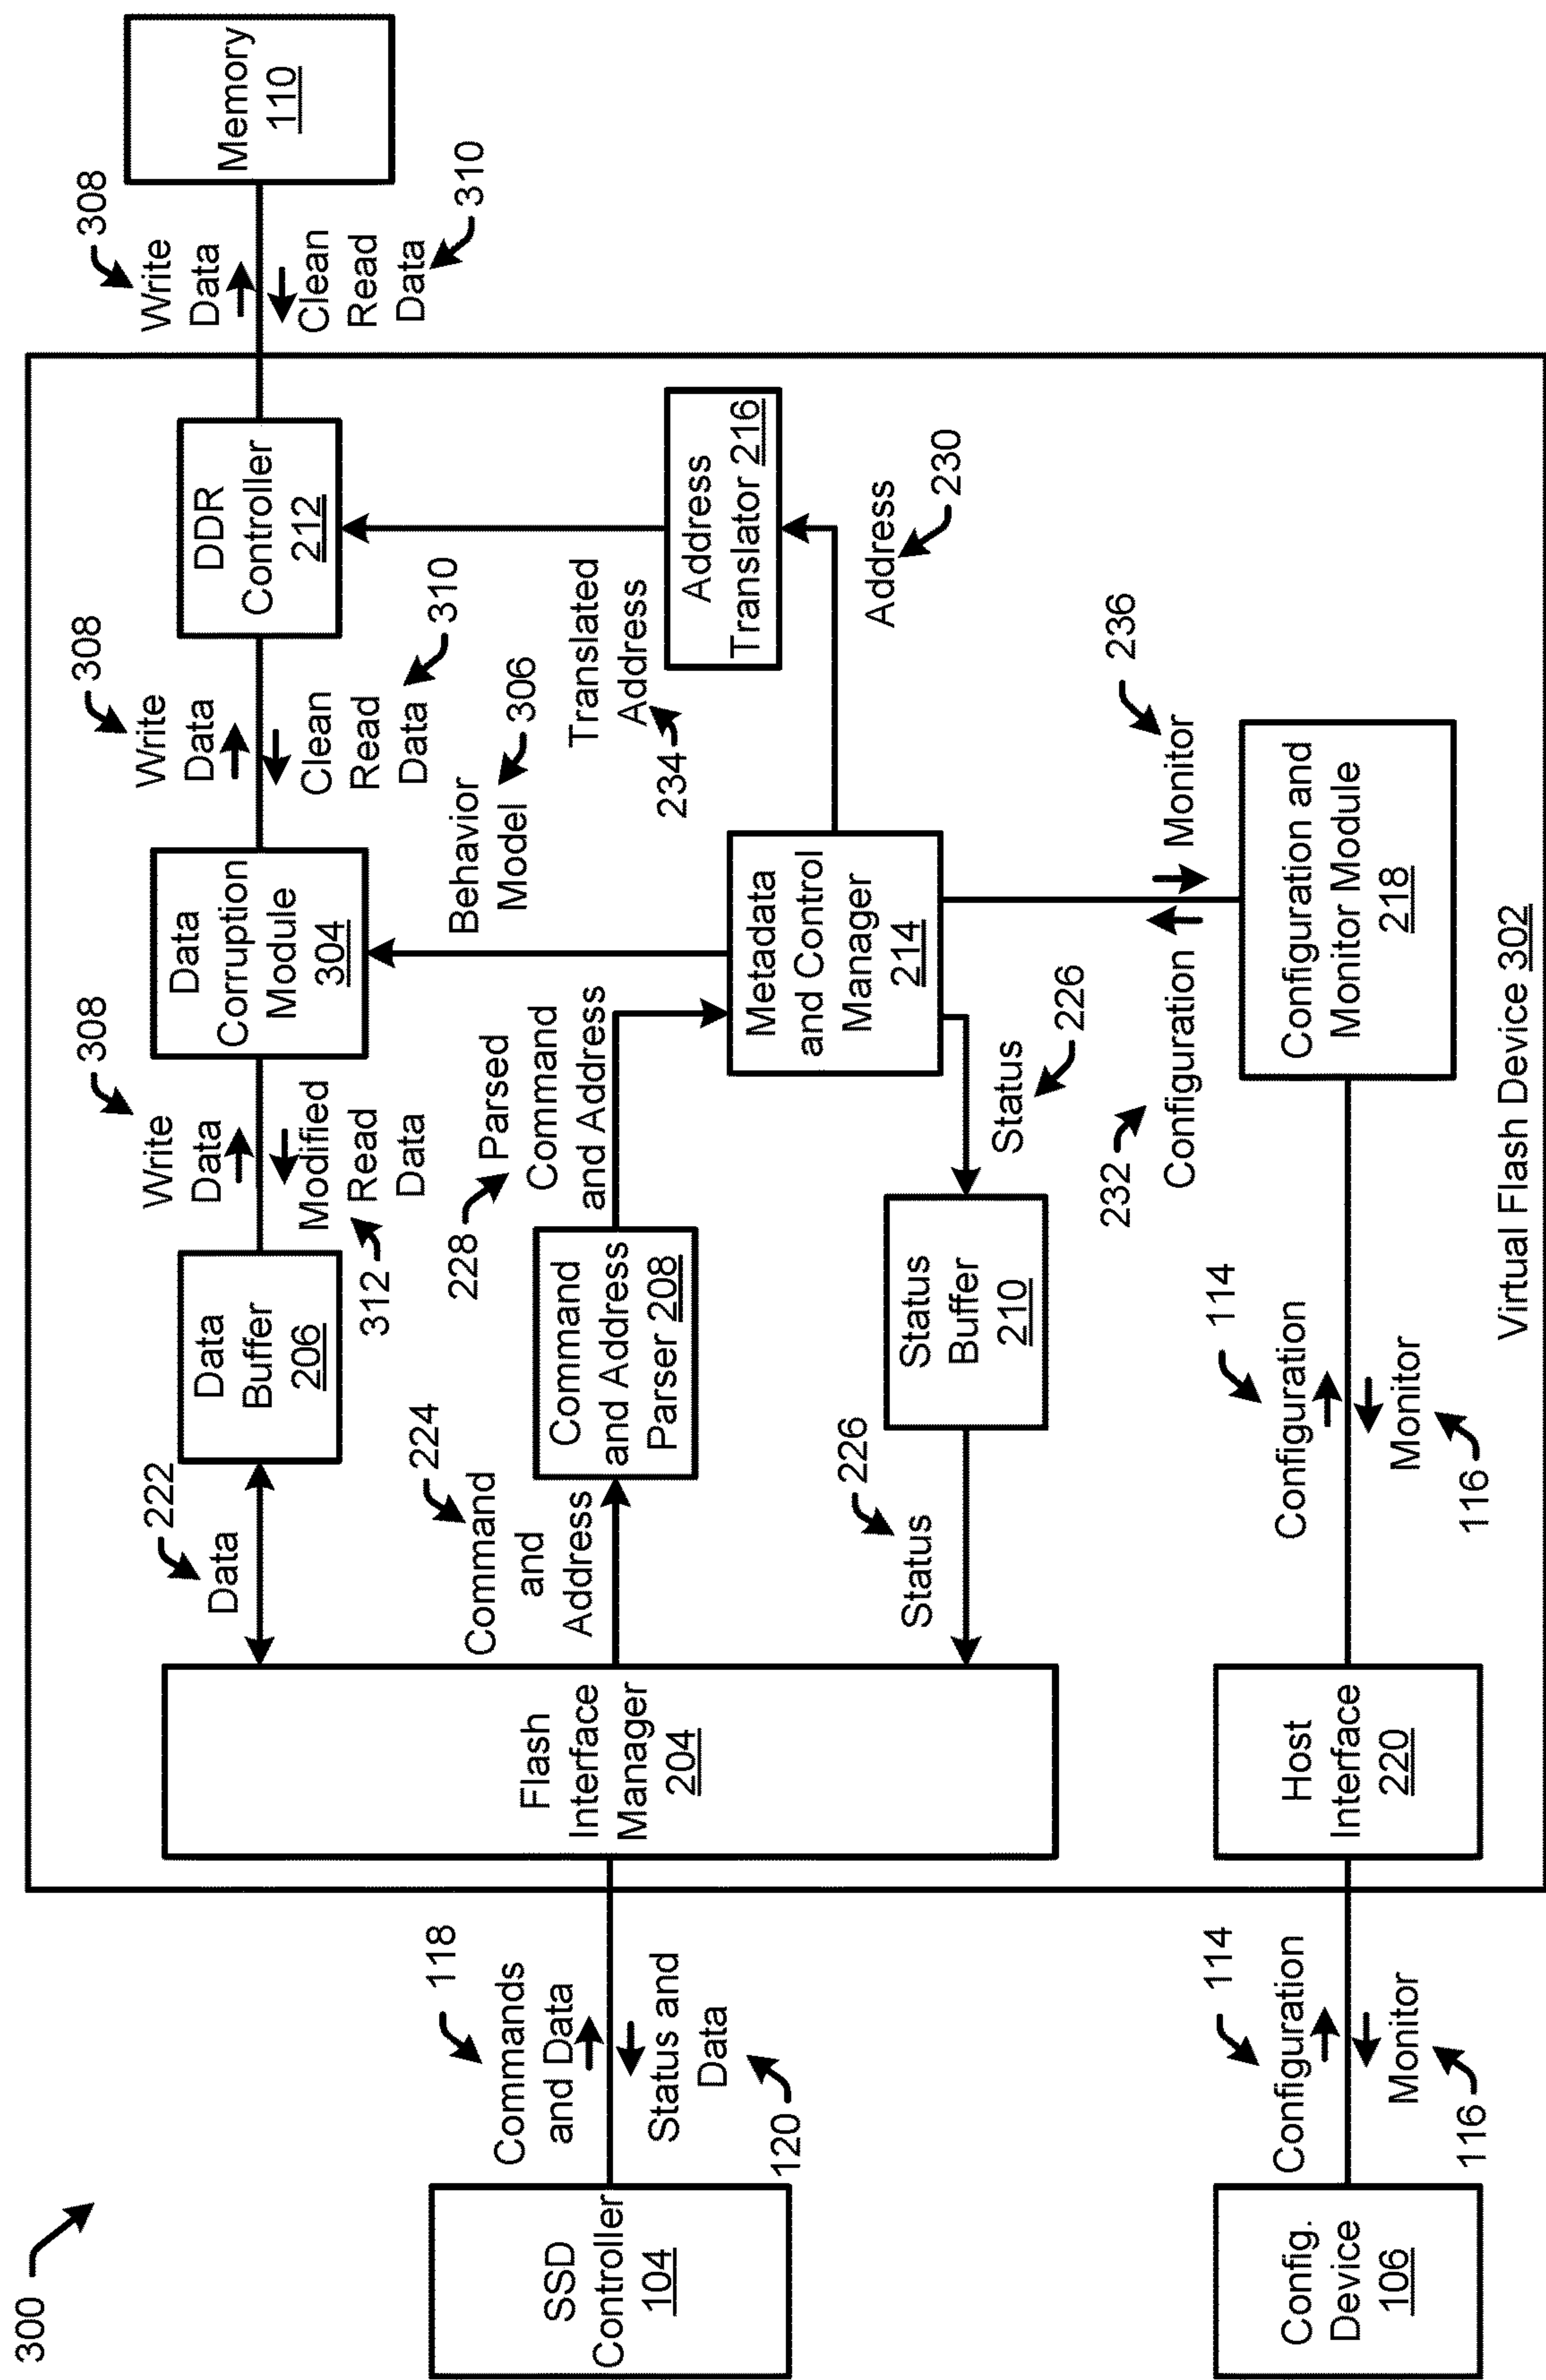 300
SSD
Controller
104
118
Commands
and Data
Status and
Data
120
Config.
Device
106
114
Configuration
Monitor
116
Flash
Interface
Manager
204
Host
Interface
220
222
Data
224
Command
and
Address
226
Status
114
Configuration
Monitor
116
Data
Buffer
206
Command
and Address
Parser 208
Status
Buffer
210
308
Write
Data
Modified
Read
Data
312
228
Parsed
Command
and Address
Status
226
232
Configuration
Monitor
236
Data
Corruption
Module
304
Behavior
Model
306
Metadata
and Control
Manager
214
Configuration and
Monitor Module
218
308
Write
Data
Clean
Read
Data
310
Translated
Address
234
DDR
Controller
212
Address
Translator 216
Address
230
308
Write
Data
Clean
Read
Data
310
Memory
110
Virtual Flash Device 302